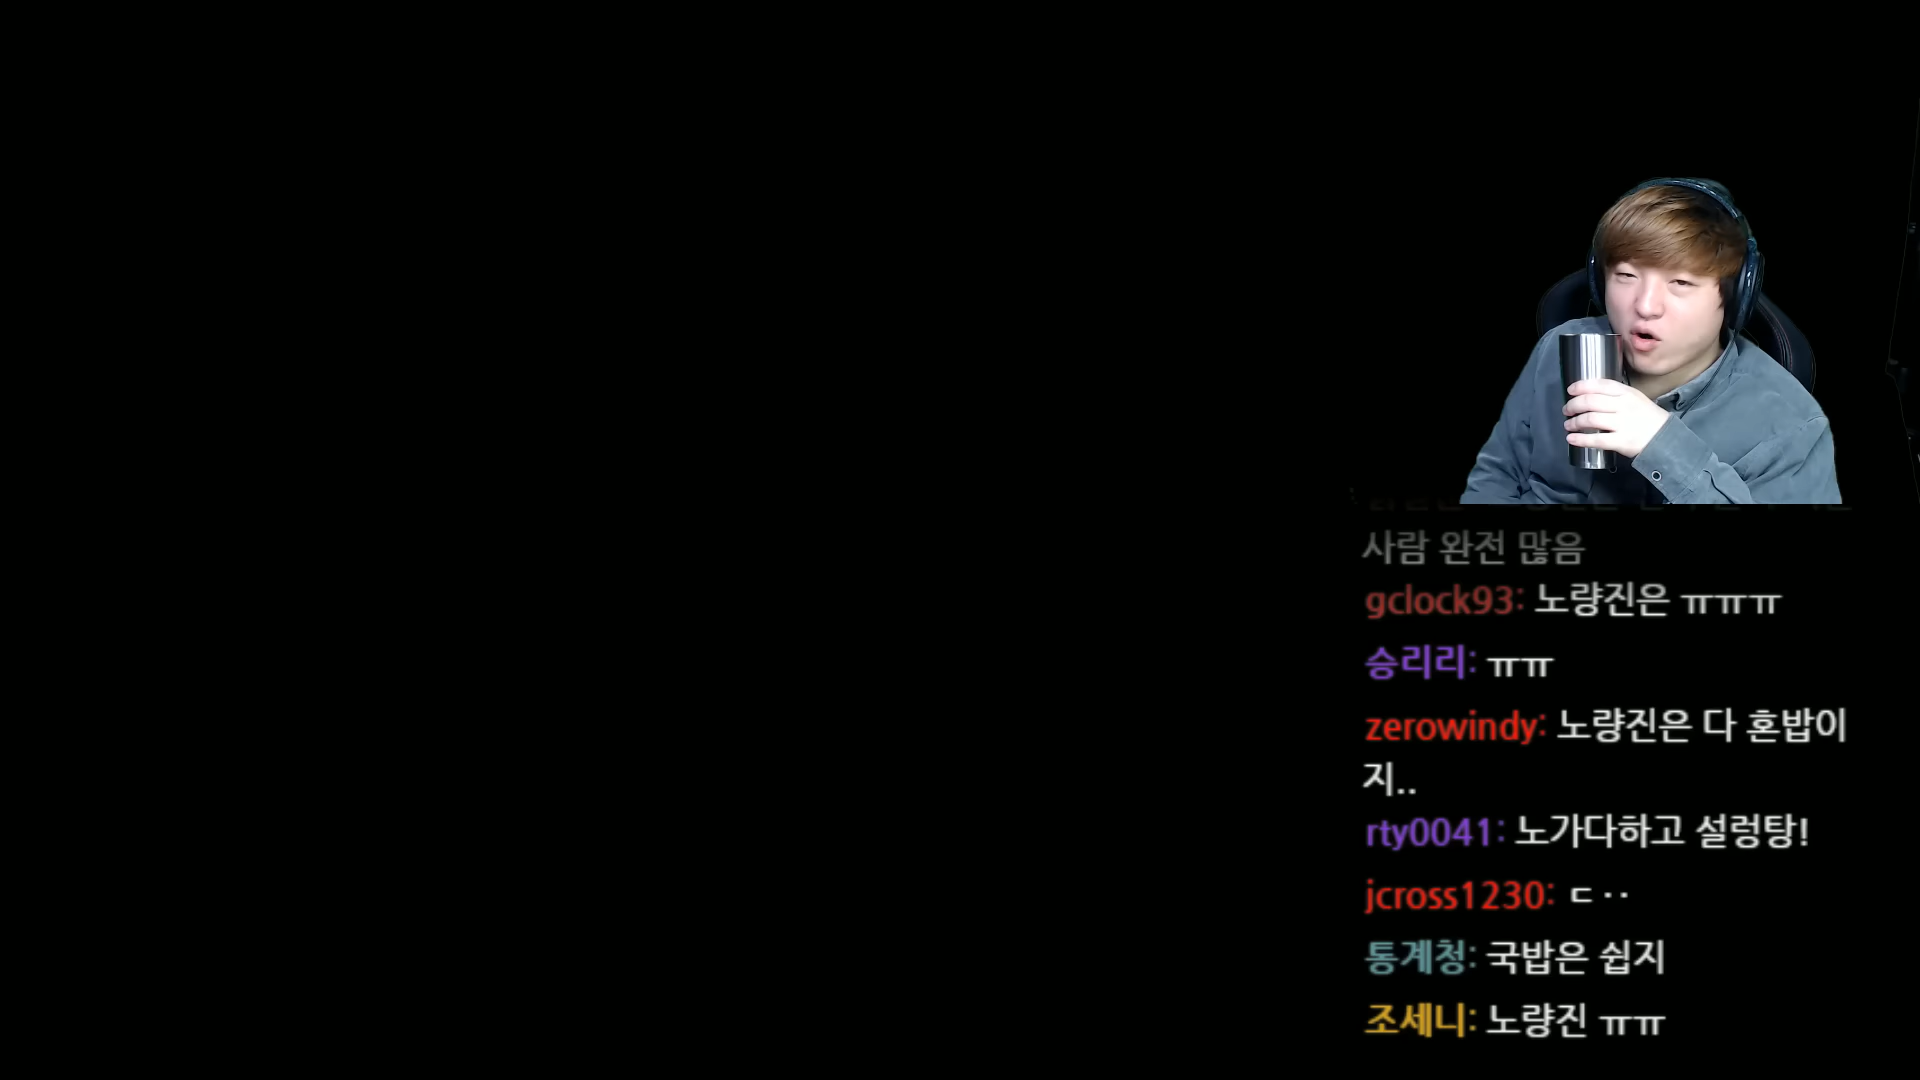 사람 완전 많음
gclock93: 노량진은 ㅠㅠㅠ
승리리: ㅠㅠ
zerowindy: 노량진은 다 혼밥이
지..
rty0041: 노가다하고 설렁탕!
jcross1230: ㄷ··
통계청: 국밥은 쉽지
조세니: 노량진 ㅠㅠ